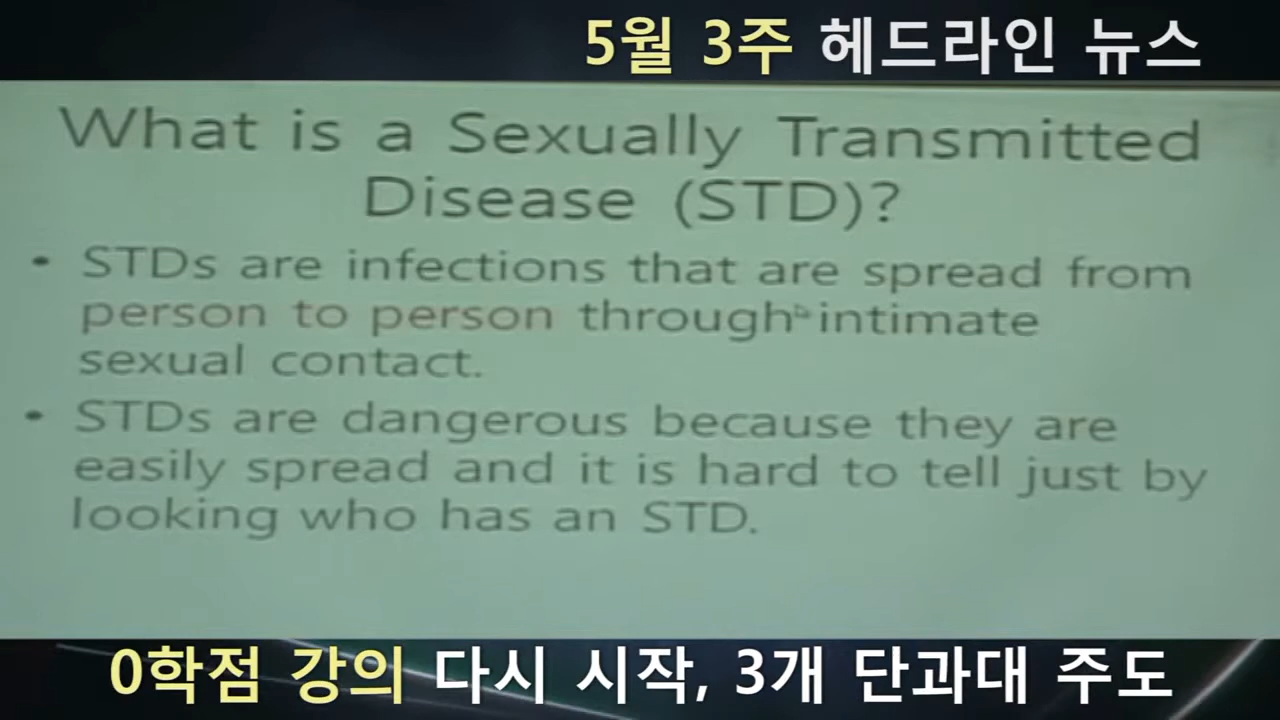 5월 3주 헤드라인 뉴스
What is a Sexually Transmitted
Disease (STD)?
• STDs are infections that are spread from
person to person through intimate
sexual contact.
• STDs are dangerous because they are
easily spread and it is hard to tell just by
looking who has an STD.
0학점 강의 다시 시작, 3개 단과대 주도